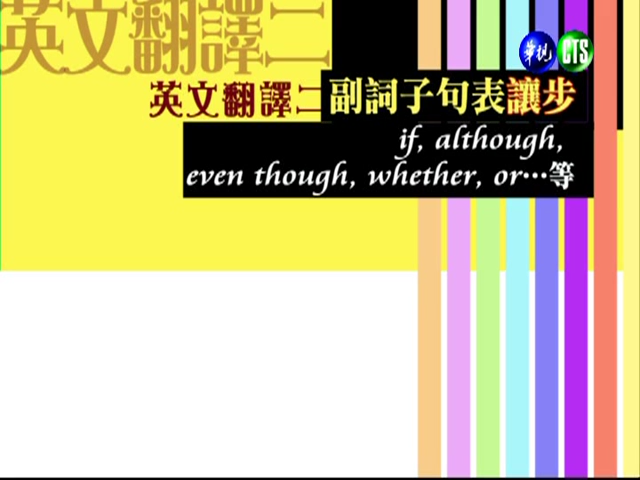 英文翻譯二
華視 CTS
英文翻譯二 副詞子句表讓步
if, although,
even though, whether, or…等